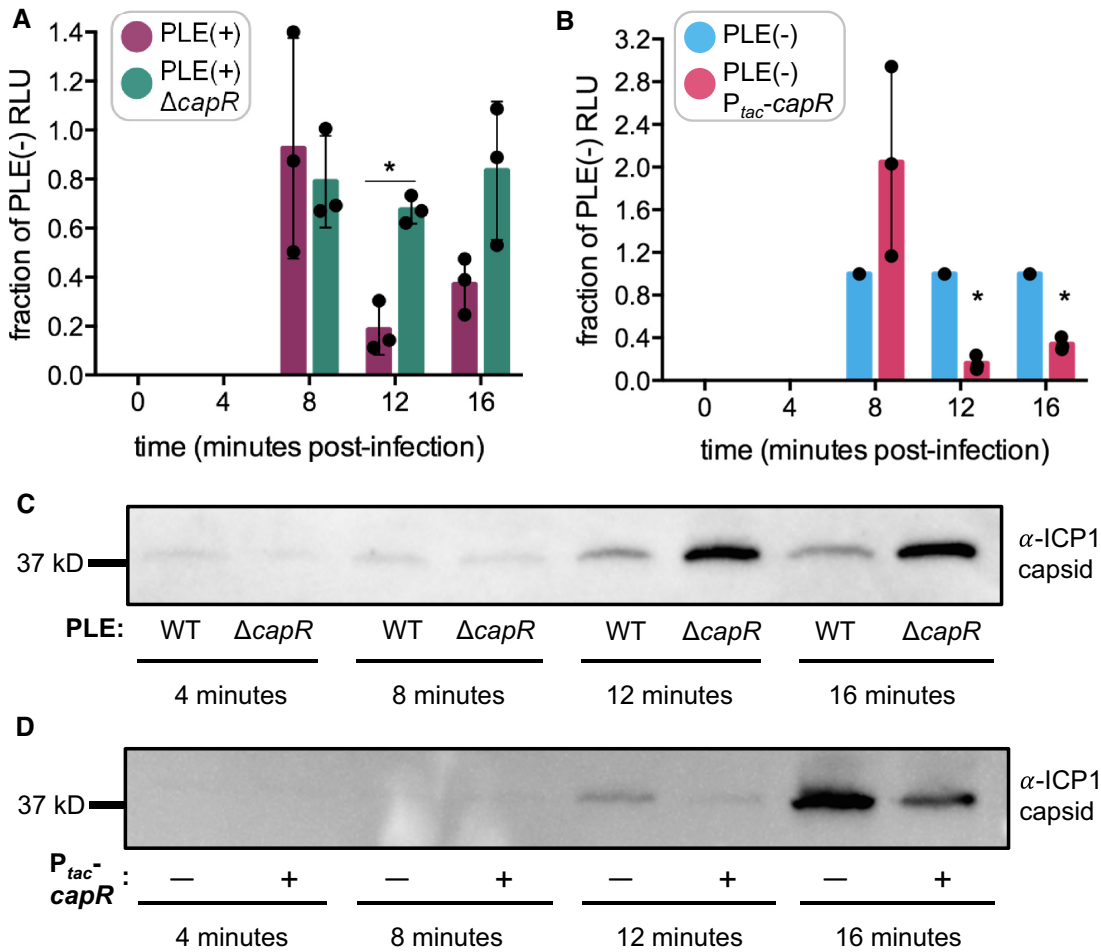 A
fraction of PLE(-) RLU
1.4
1.2
1.0
0.8
0.6
0.4
0.2
0.0
PLE(+)
PLE(+)
ΔcapR
*
0 4 8 12 16
time (minutes post-infection)
B
fraction of PLE(-) RLU
3.2
2.8
2.4
2.0
1.6
1.2
0.8
0.4
0.0
PLE(-)
PLE(-)
Ptac-capR
* *
0 4 8 12 16
time (minutes post-infection)
C
37 kD
α-ICP1
capsid
PLE: WT ΔcapR WT ΔcapR WT ΔcapR WT ΔcapR
4 minutes 8 minutes 12 minutes 16 minutes
D
37 kD
α-ICP1
capsid
Ptac-
capR : — + — + — + — +
4 minutes 8 minutes 12 minutes 16 minutes